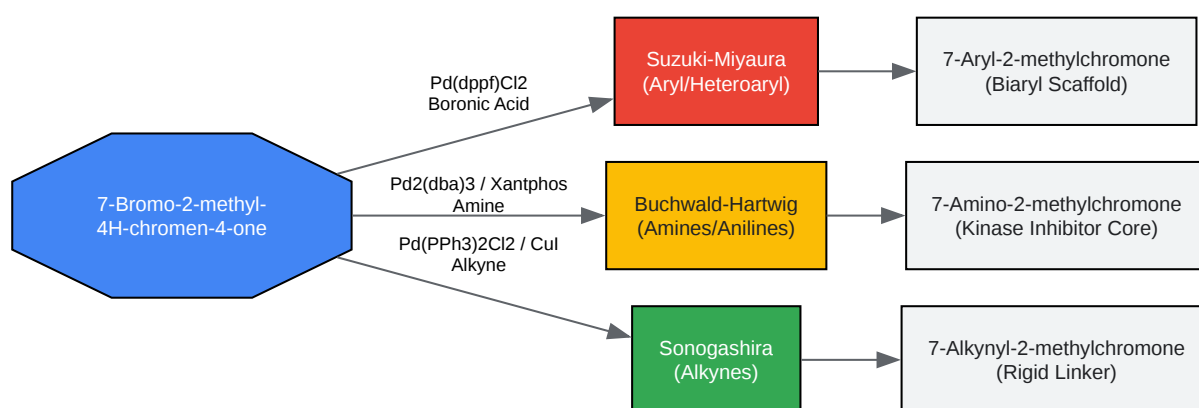 7-Bromo-2-methyl-
4H-chromen-4-one
Pd(dppf)Cl2
Boronic Acid
Suzuki-Miyaura
(Aryl/Heteroaryl)
7-Aryl-2-methylchromone
(Biaryl Scaffold)
Pd2(dba)3 / Xantphos
Amine
Buchwald-Hartwig
(Amines/Anilines)
7-Amino-2-methylchromone
(Kinase Inhibitor Core)
Pd(PPh3)2Cl2 / CuI
Alkyne
Sonogashira
(Alkynes)
7-Alkynyl-2-methylchromone
(Rigid Linker)